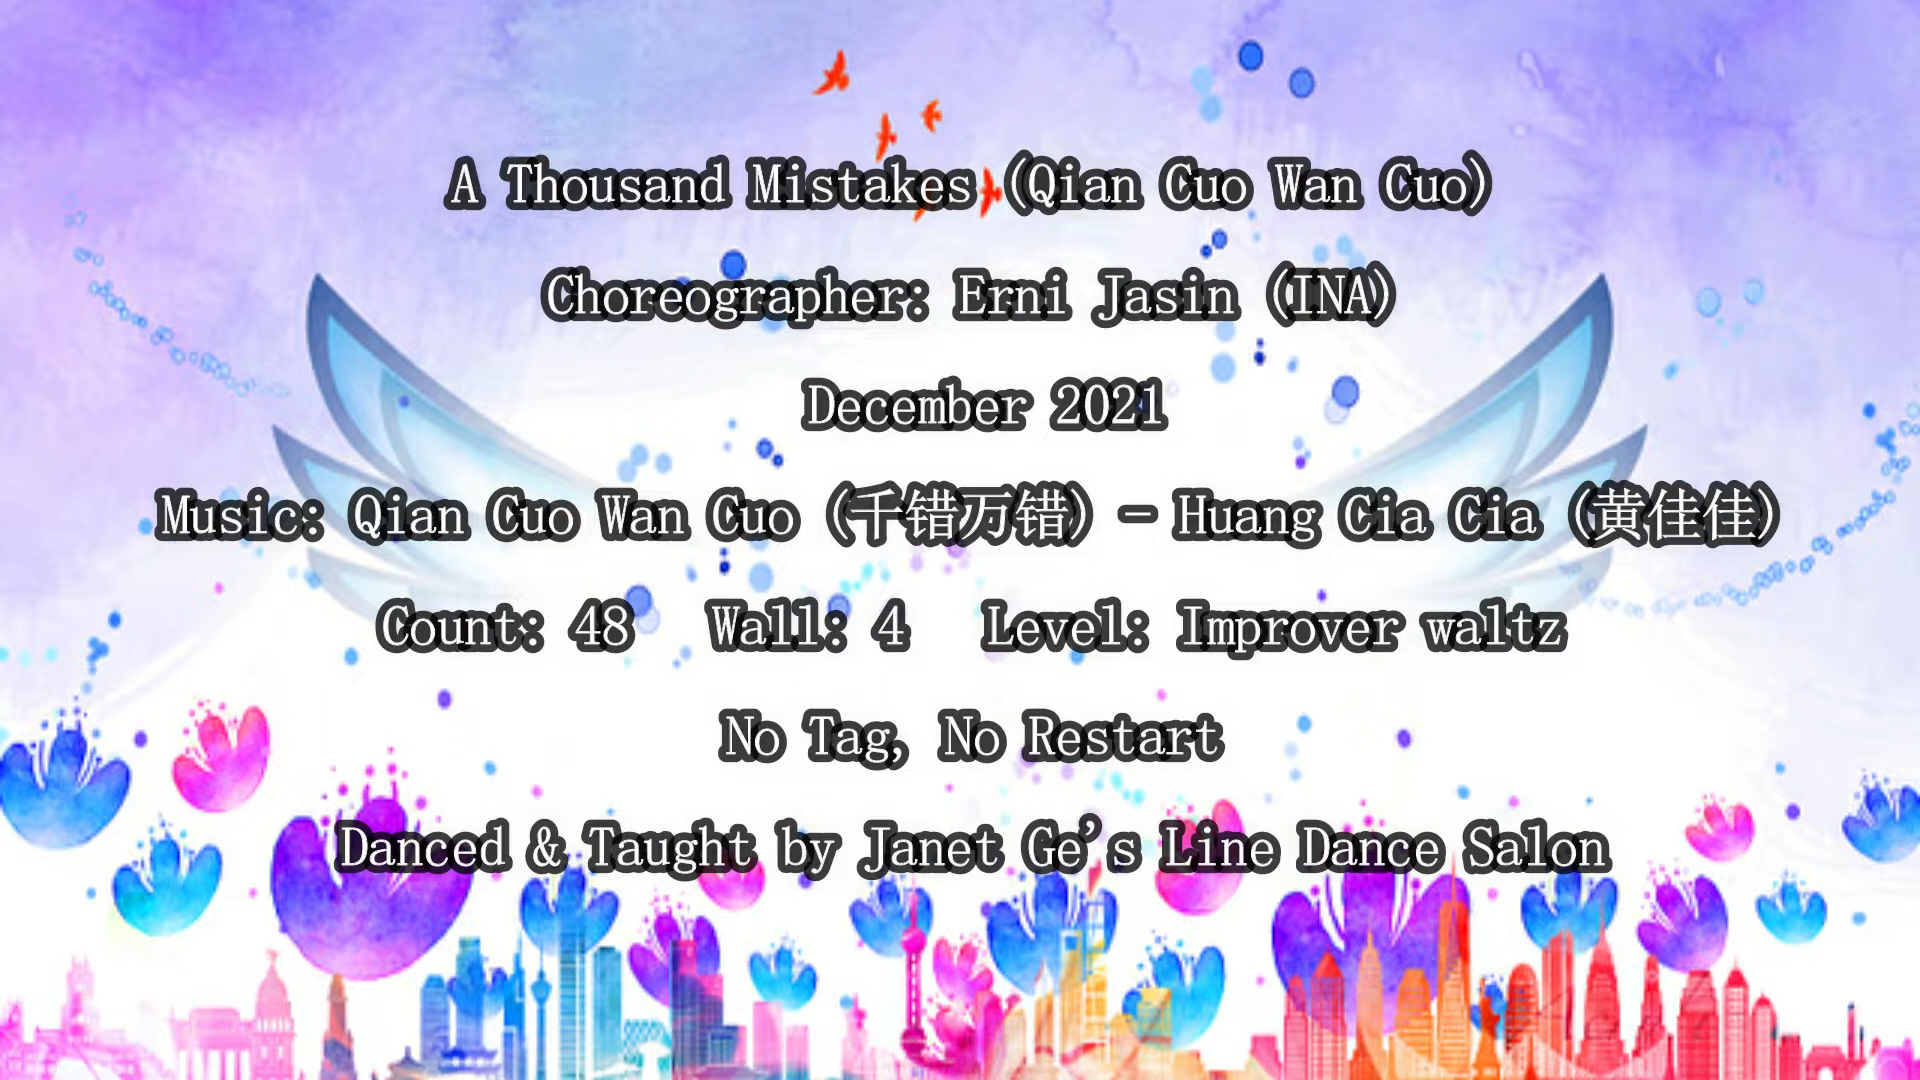 A Thousand Mistakes (Qian Cuo Wan Cuo)
Choreographer: Erni Jasin (INA)
December 2021
Music: Qian Cuo Wan Cuo (千错万错) - Huang Cia Cia (黄佳佳)
Count: 48 Wall: 4 Level: Improver waltz
No Tag, No Restart
Danced & Taught by Janet Ge's Line Dance Salon